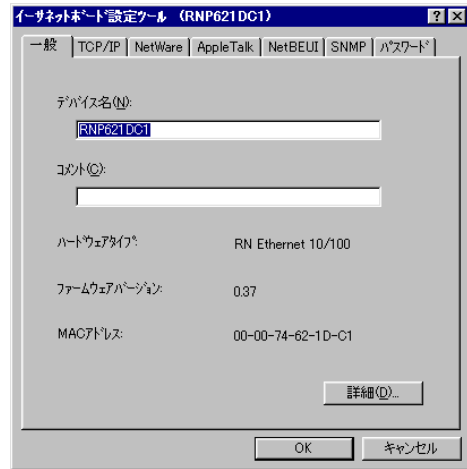 ｲｰｻﾈｯﾄﾎﾞｰﾄﾞ設定ﾂｰﾙ (RNP621DC1)
一般 TCP/IP NetWare AppleTalk NetBEUI SNMP ﾊﾟｽﾜｰﾄﾞ
ﾃﾞﾊﾞｲｽ名(N):
RNP621DC1
ｺﾒﾝﾄ(C):
ﾊｰﾄﾞｳｪｱﾀｲﾌﾟ: RN Ethernet 10/100
ﾌｧｰﾑｳｪｱﾊﾞｰｼﾞｮﾝ: 0.37
MACｱﾄﾞﾚｽ: 00-00-74-62-1D-C1
詳細(D)...
OK ｷｬﾝｾﾙ